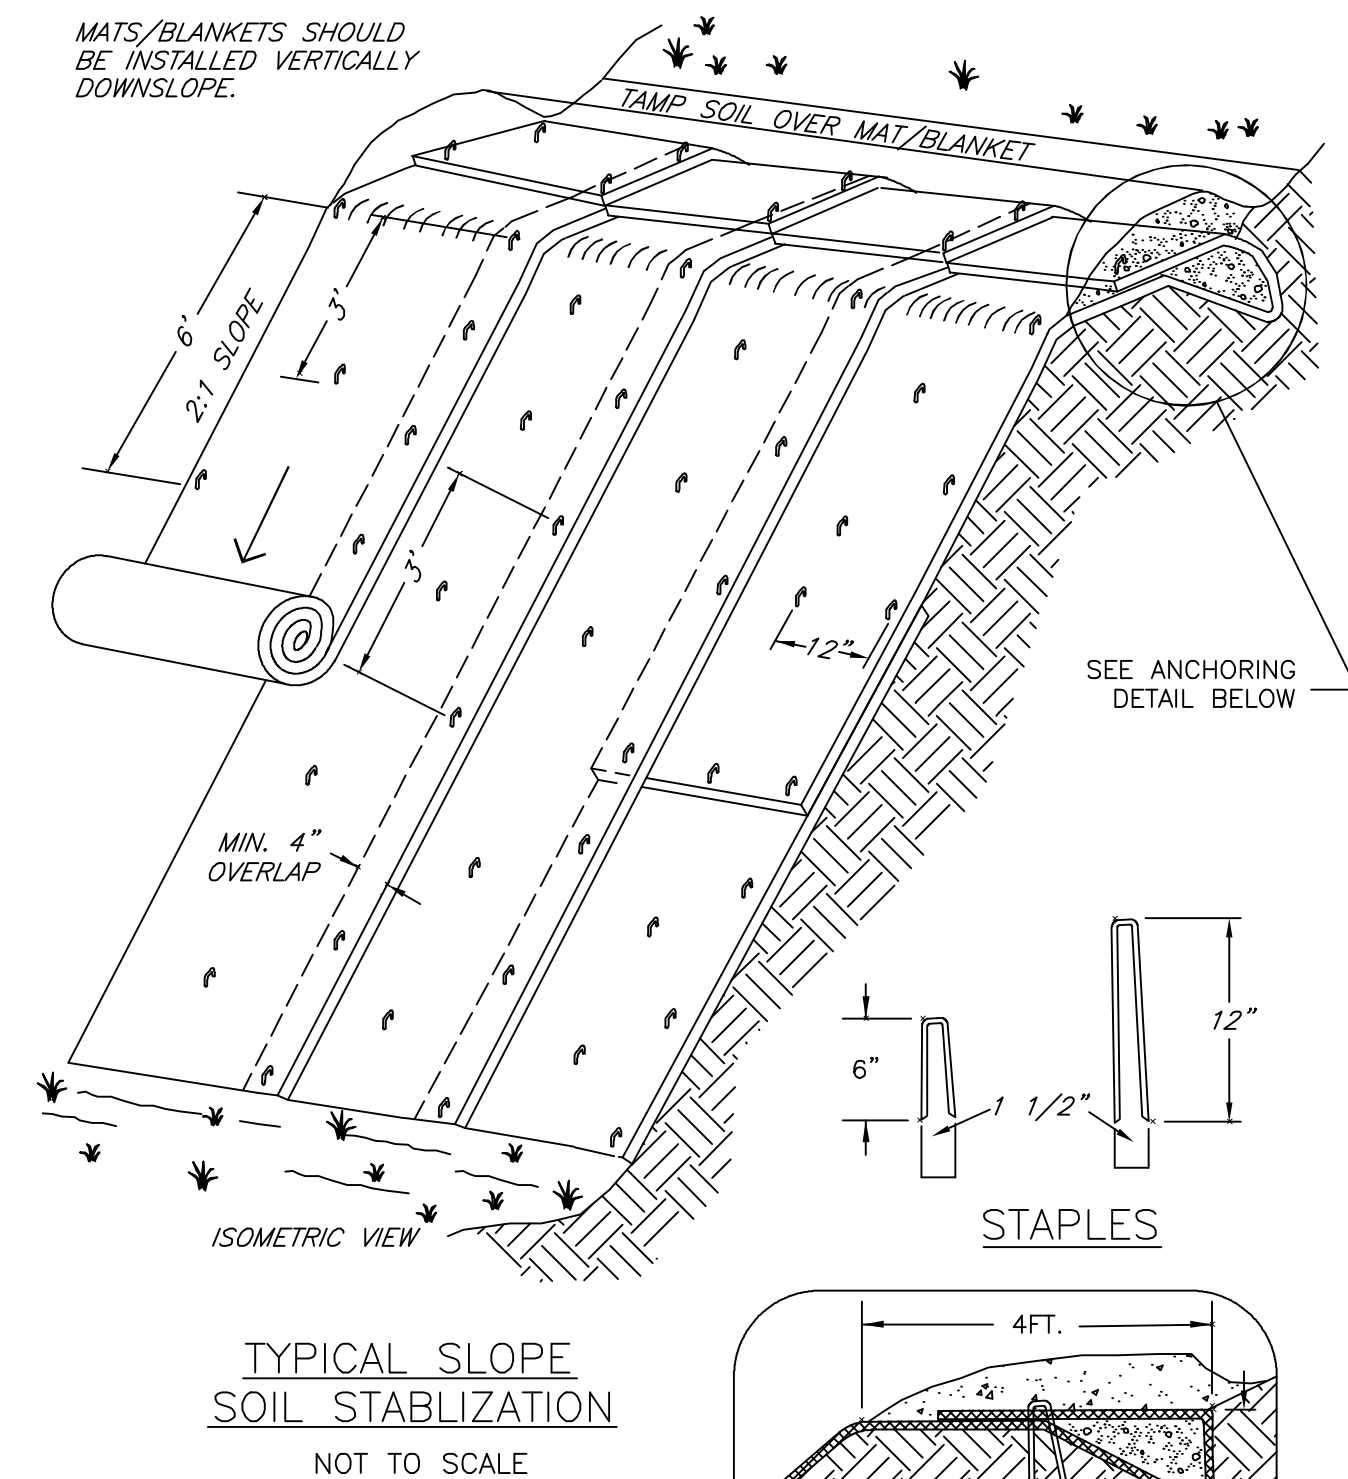 MATS/BLANKETS SHOULD
BE INSTALLED VERTICALLY
DOWNSLOPE.
TAMP SOIL OVER MAT/BLANKET
6'
2:1 SLOPE
3'
3'
12"
SEE ANCHORING
DETAIL BELOW
MIN. 4"
OVERLAP
6"
1 1/2"
12"
STAPLES
ISOMETRIC VIEW
TYPICAL SLOPE
SOIL STABLIZATION
NOT TO SCALE
4FT.